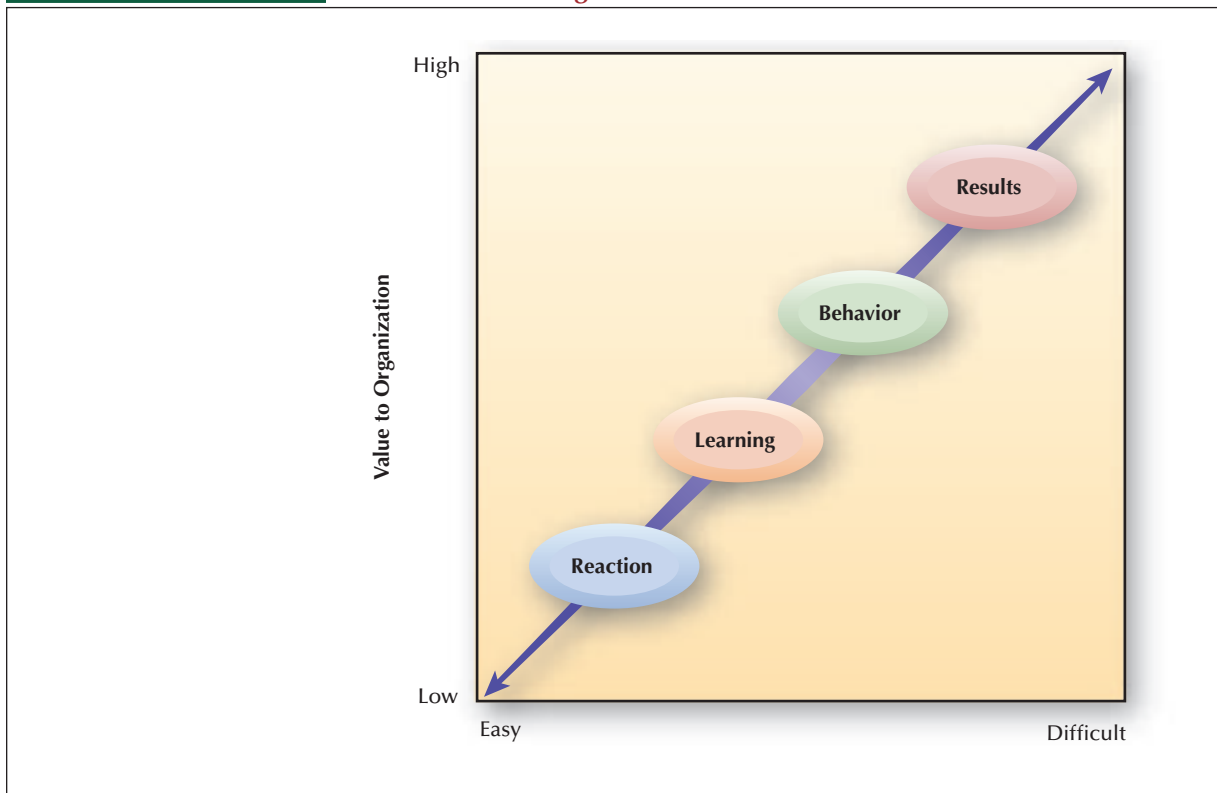 High
Results
Behavior
Value to Organization
Learning
Reaction
Low
Easy
Difficult